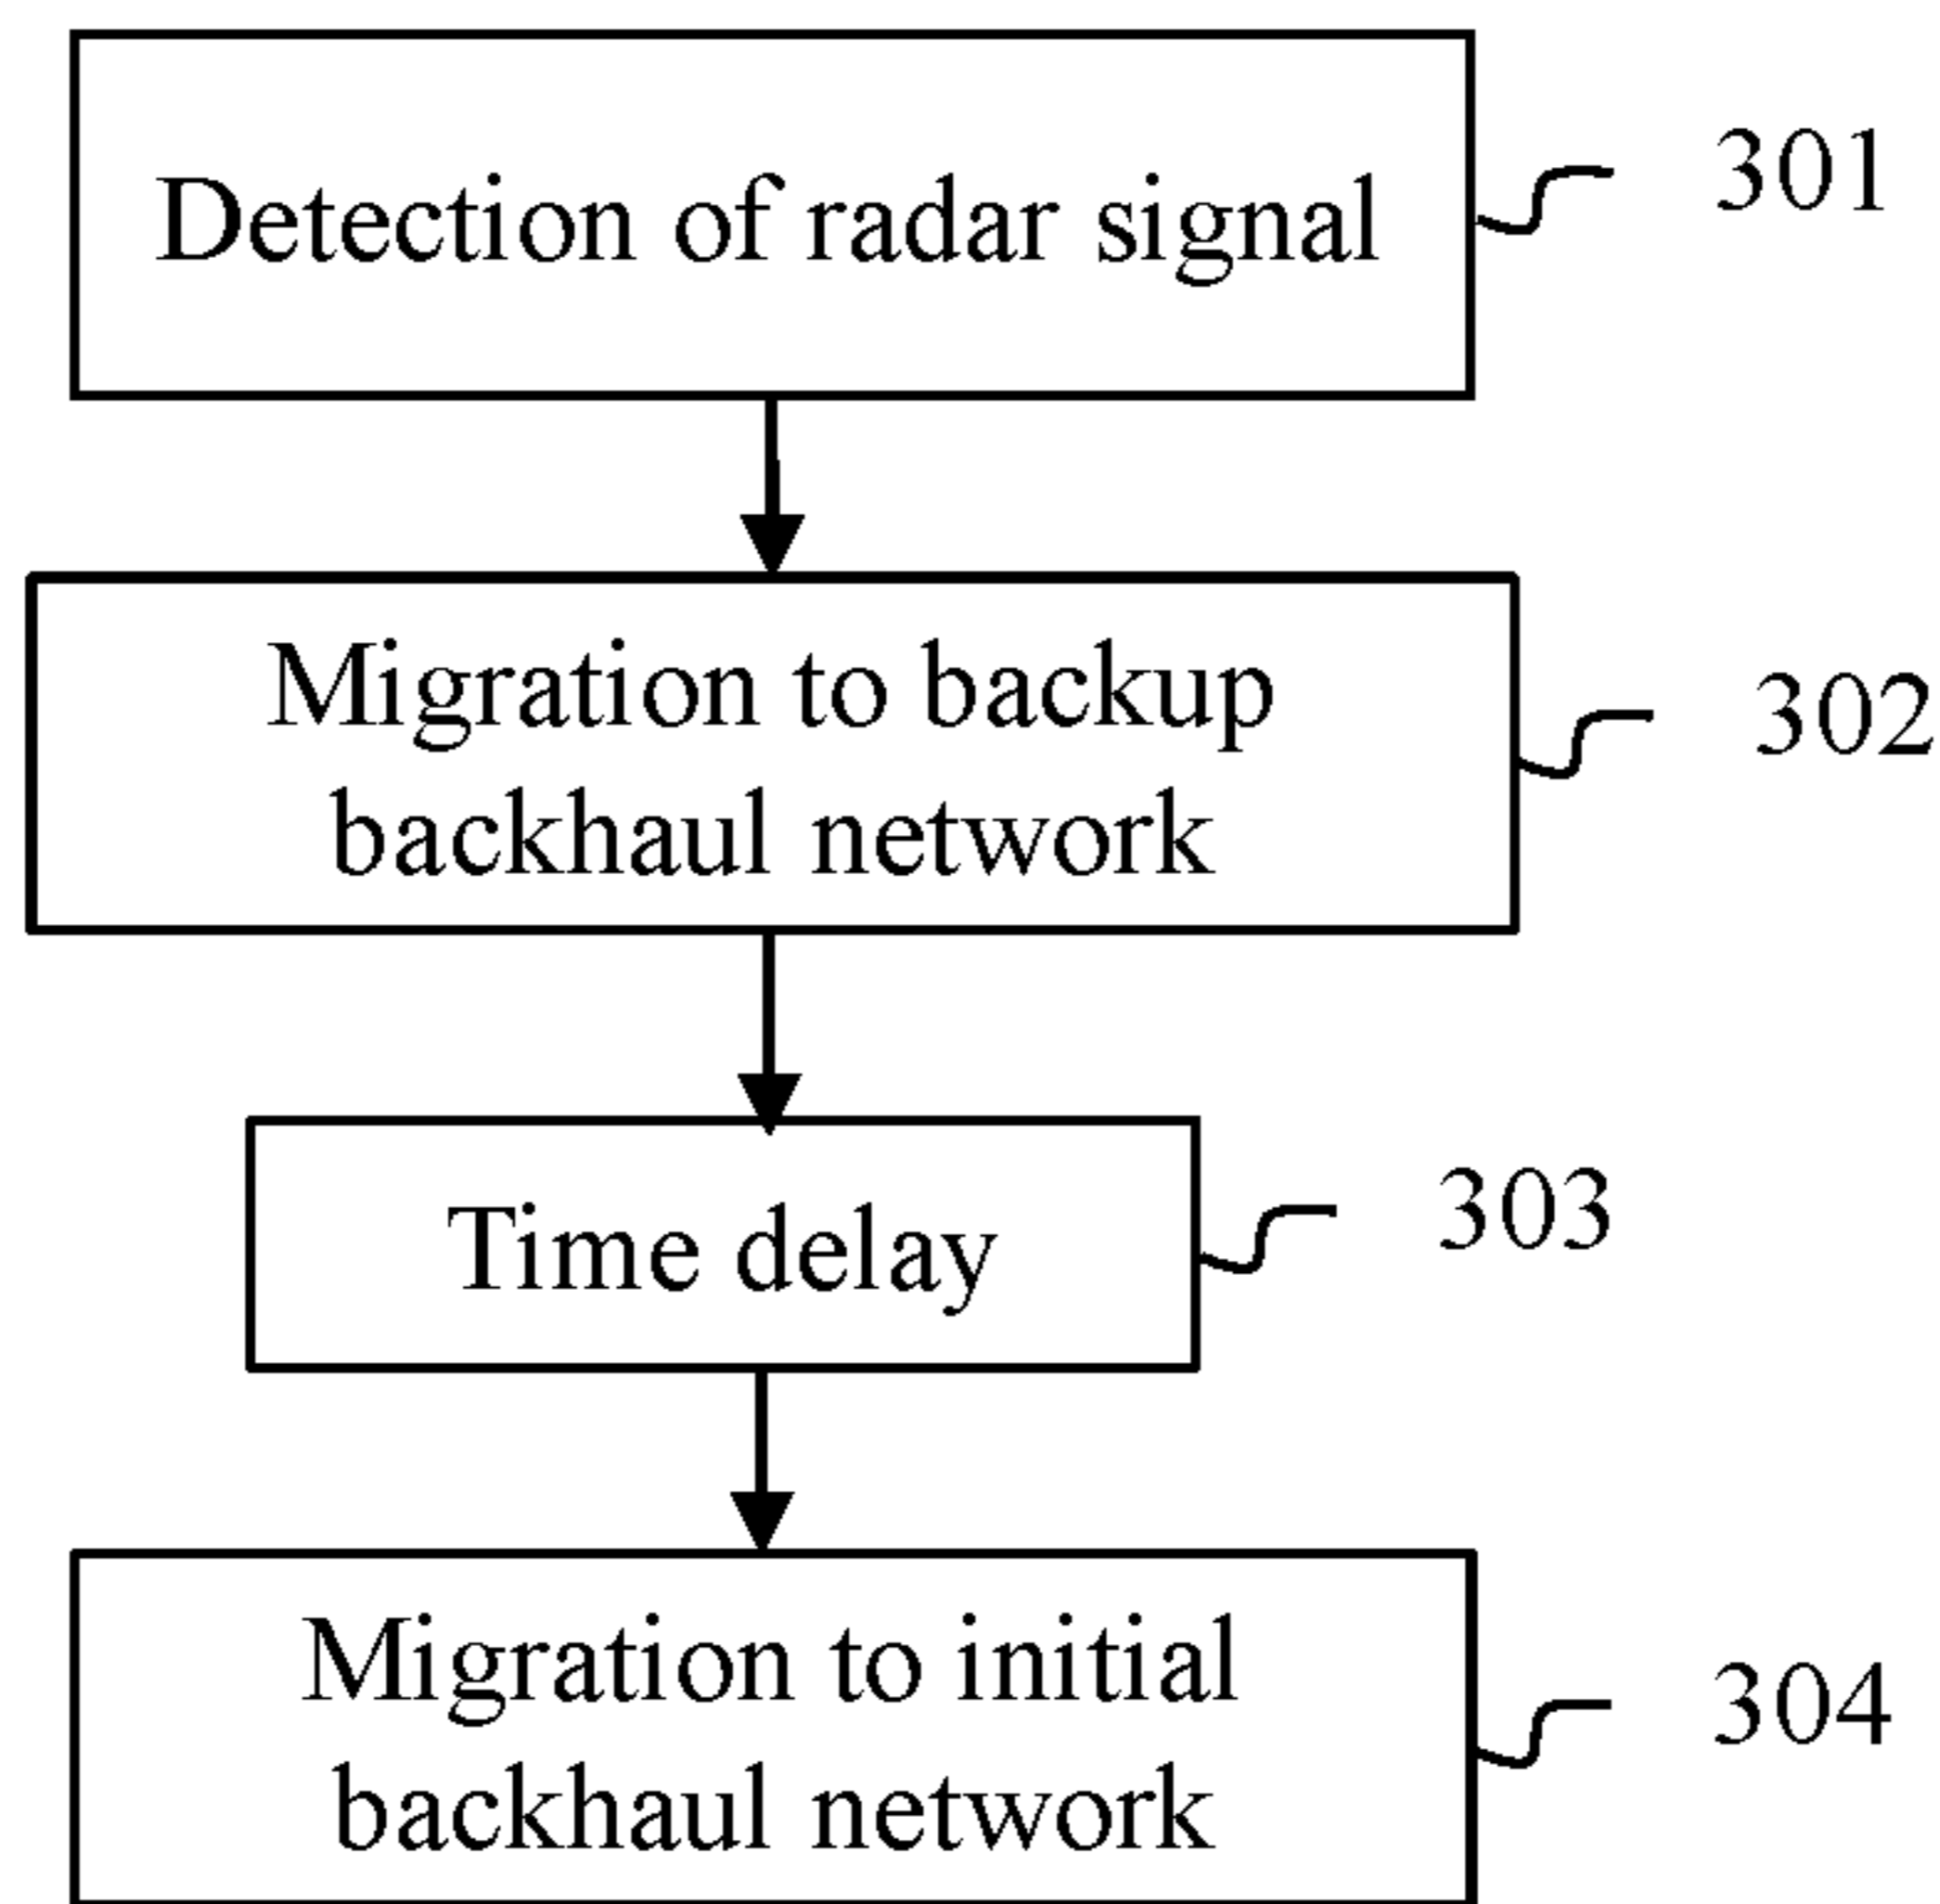 Detection of radar signal
301
Migration to backup
backhaul network
302
Time delay
303
Migration to initial
backhaul network
304